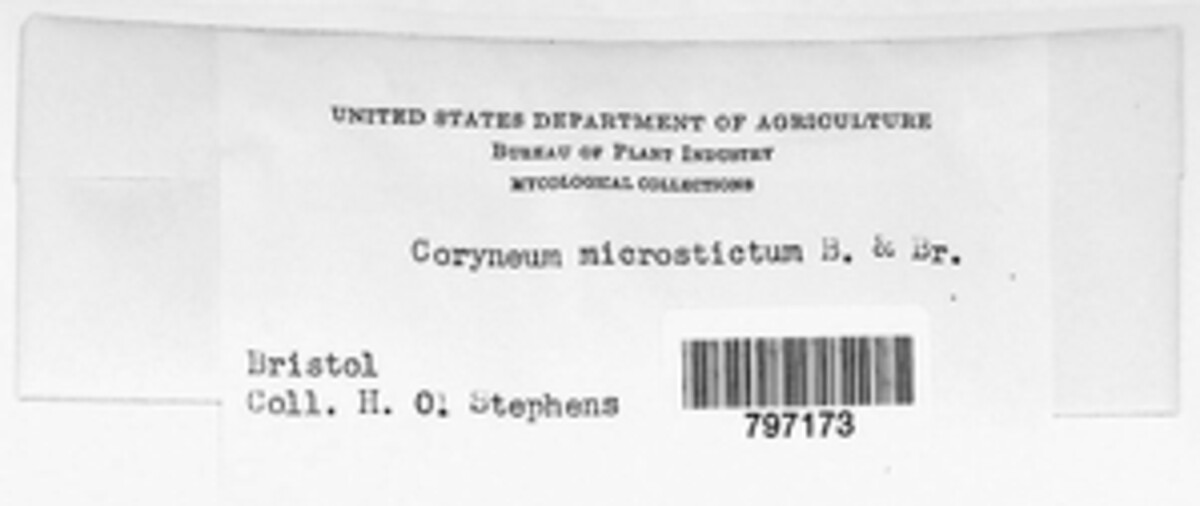 UNITED STATES DEPARTMENT OF AGRICULTURE
BUREAU OF PLANT INDUSTRY
MYCOLOGICAL COLLECTIONS
Coryneum microstictum B. & Br.
Bristol
Coll. H. O. Stephens
797173